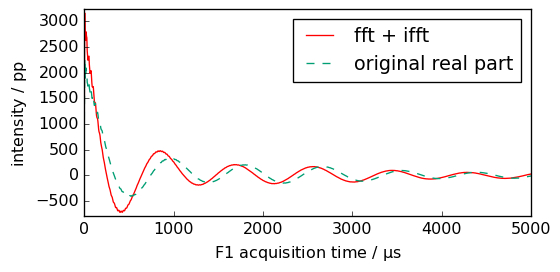 3000
2500
2000
1500
1000
500
0
−500
intensity / pp
fft + ifft
original real part
0 1000 2000 3000 4000 5000
F1 acquisition time / µs